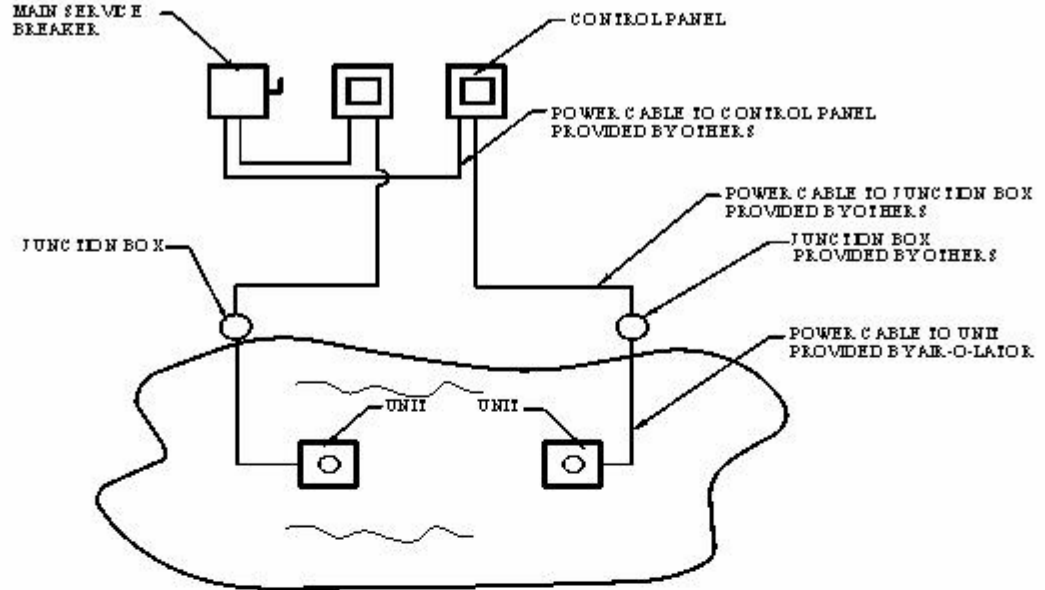 MAIN SERVICE
BREAKER
CONTROL PANEL
POWER CABLE TO CONTROL PANEL
PROVIDED BY OTHERS
POWER CABLE TO JUNCTION BOX
PROVIDED BY OTHERS
JUNCTION BOX
JUNCTION BOX
PROVIDED BY OTHERS
POWER CABLE TO UNIT
PROVIDED BY AIR-O-LATOR
UNIT
UNIT